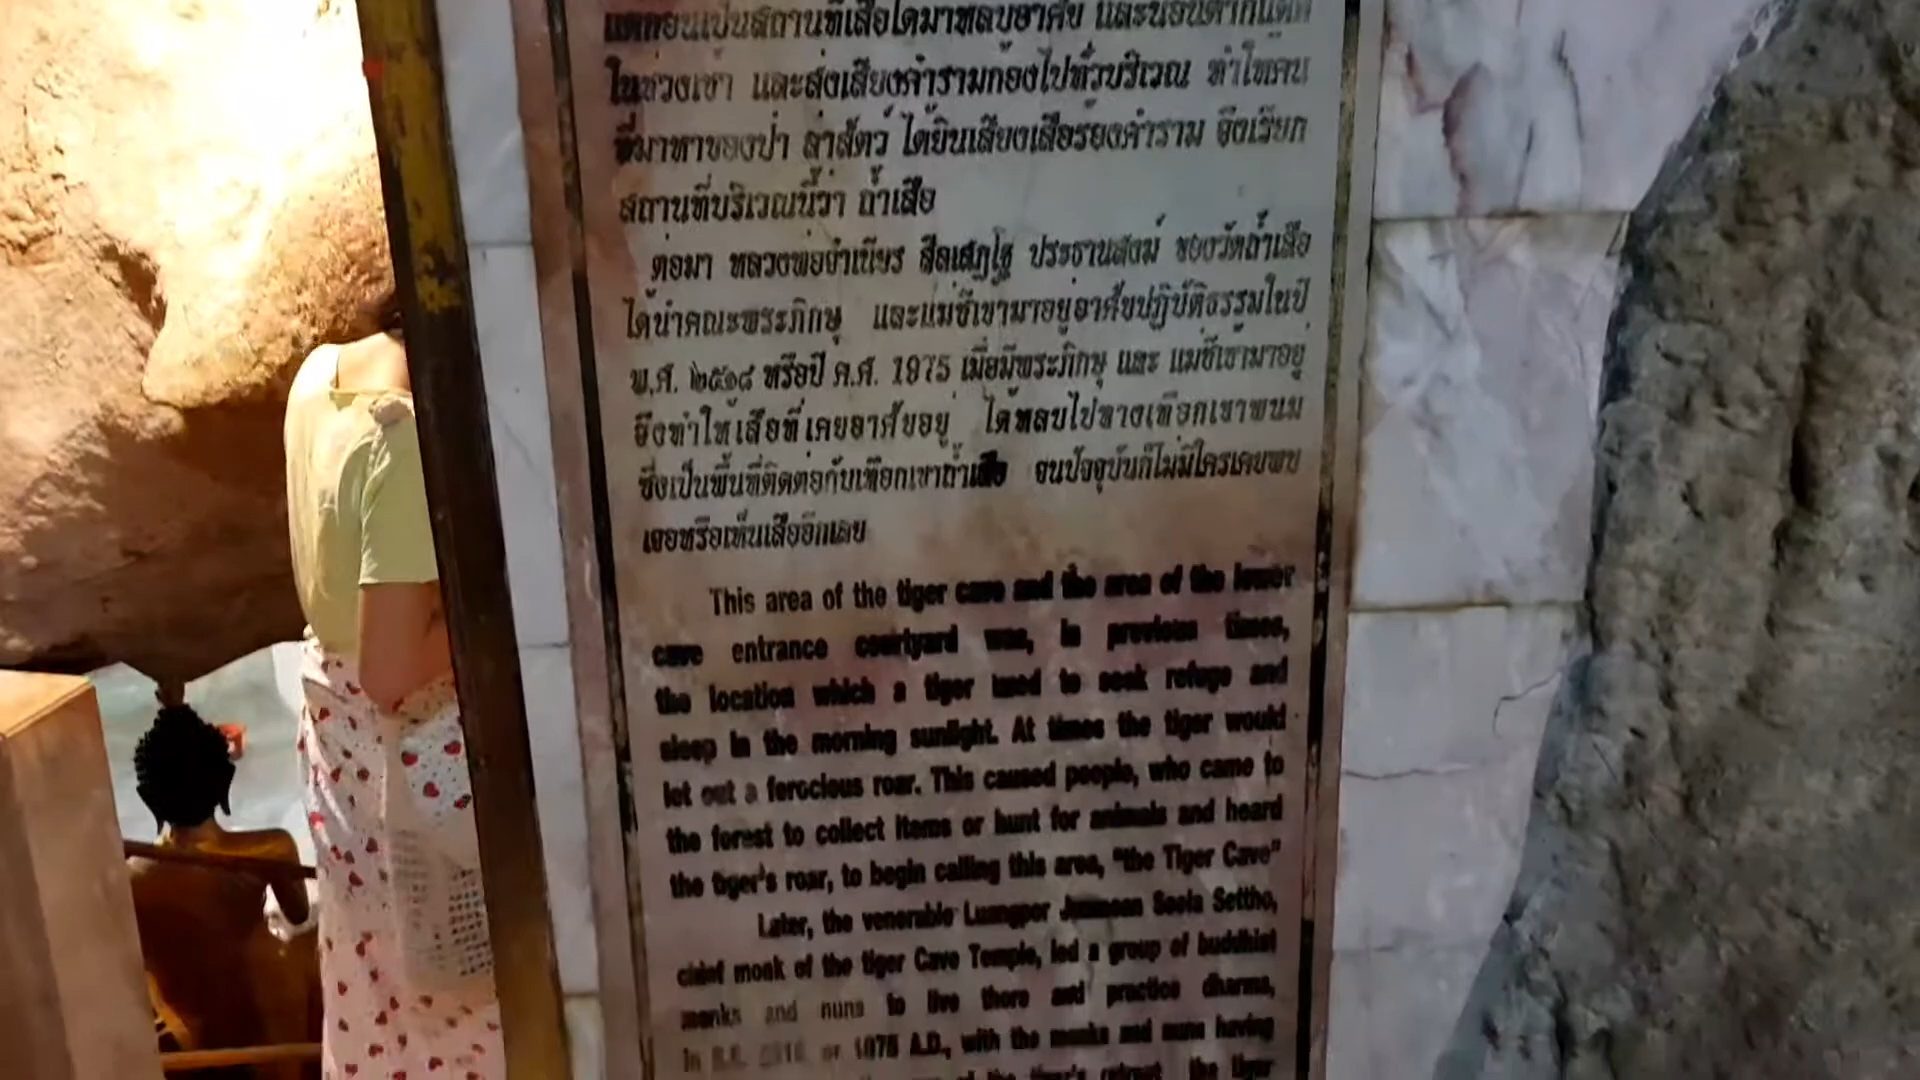 ในช่วงเช้า และส่งเสียงคำรามก้องไปทั่วบริเวณ ทำให้คน
ที่มาหาของป่า ล่าสัตว์ ได้ยินเสียงเสือร้องคำราม จึงเรียก
สถานที่บริเวณนี้ว่า ถ้ำเสือ
ต่อมา หลวงพ่อจำเนียร สีลเสฏโฐ ประธานสงฆ์ ของวัดถ้ำเสือ
ได้นำคณะพระภิกษุ และแม่ชีเข้ามาอยู่อาศัยปฏิบัติธรรมในปี
พ.ศ. ๒๕๑๘ หรือปี ค.ศ. 1975 เมื่อมีพระภิกษุ และ แม่ชีเข้ามาอยู่
จึงทำให้เสือที่เคยอาศัยอยู่ ได้หลบไปทางเทือกเขาพนม
ซึ่งเป็นพื้นที่ติดต่อกับเทือกเขาถ้ำเสือ จนปัจจุบันก็ไม่มีใครเคยพบ
เจอหรือเห็นเสืออีกเลย
This area of the tiger cave and the area of the lower
cave entrance courtyard was, in previous times,
the location which a tiger used to seek refuge and
sleep in the morning sunlight. At times the tiger would
let out a ferocious roar. This caused people, who came to
the forest to collect items or hunt for animals and heard
the tiger's roar, to begin calling this area, "the Tiger Cave"
Later, the venerable Luangpor Jumnean Seela Settho,
chief monk of the tiger Cave Temple, led a group of buddhist
monks and nuns to live there and practice dharma,
In B.E. or 1975 A.D., with the monks and nuns having
of the tiger's retreat the tiger